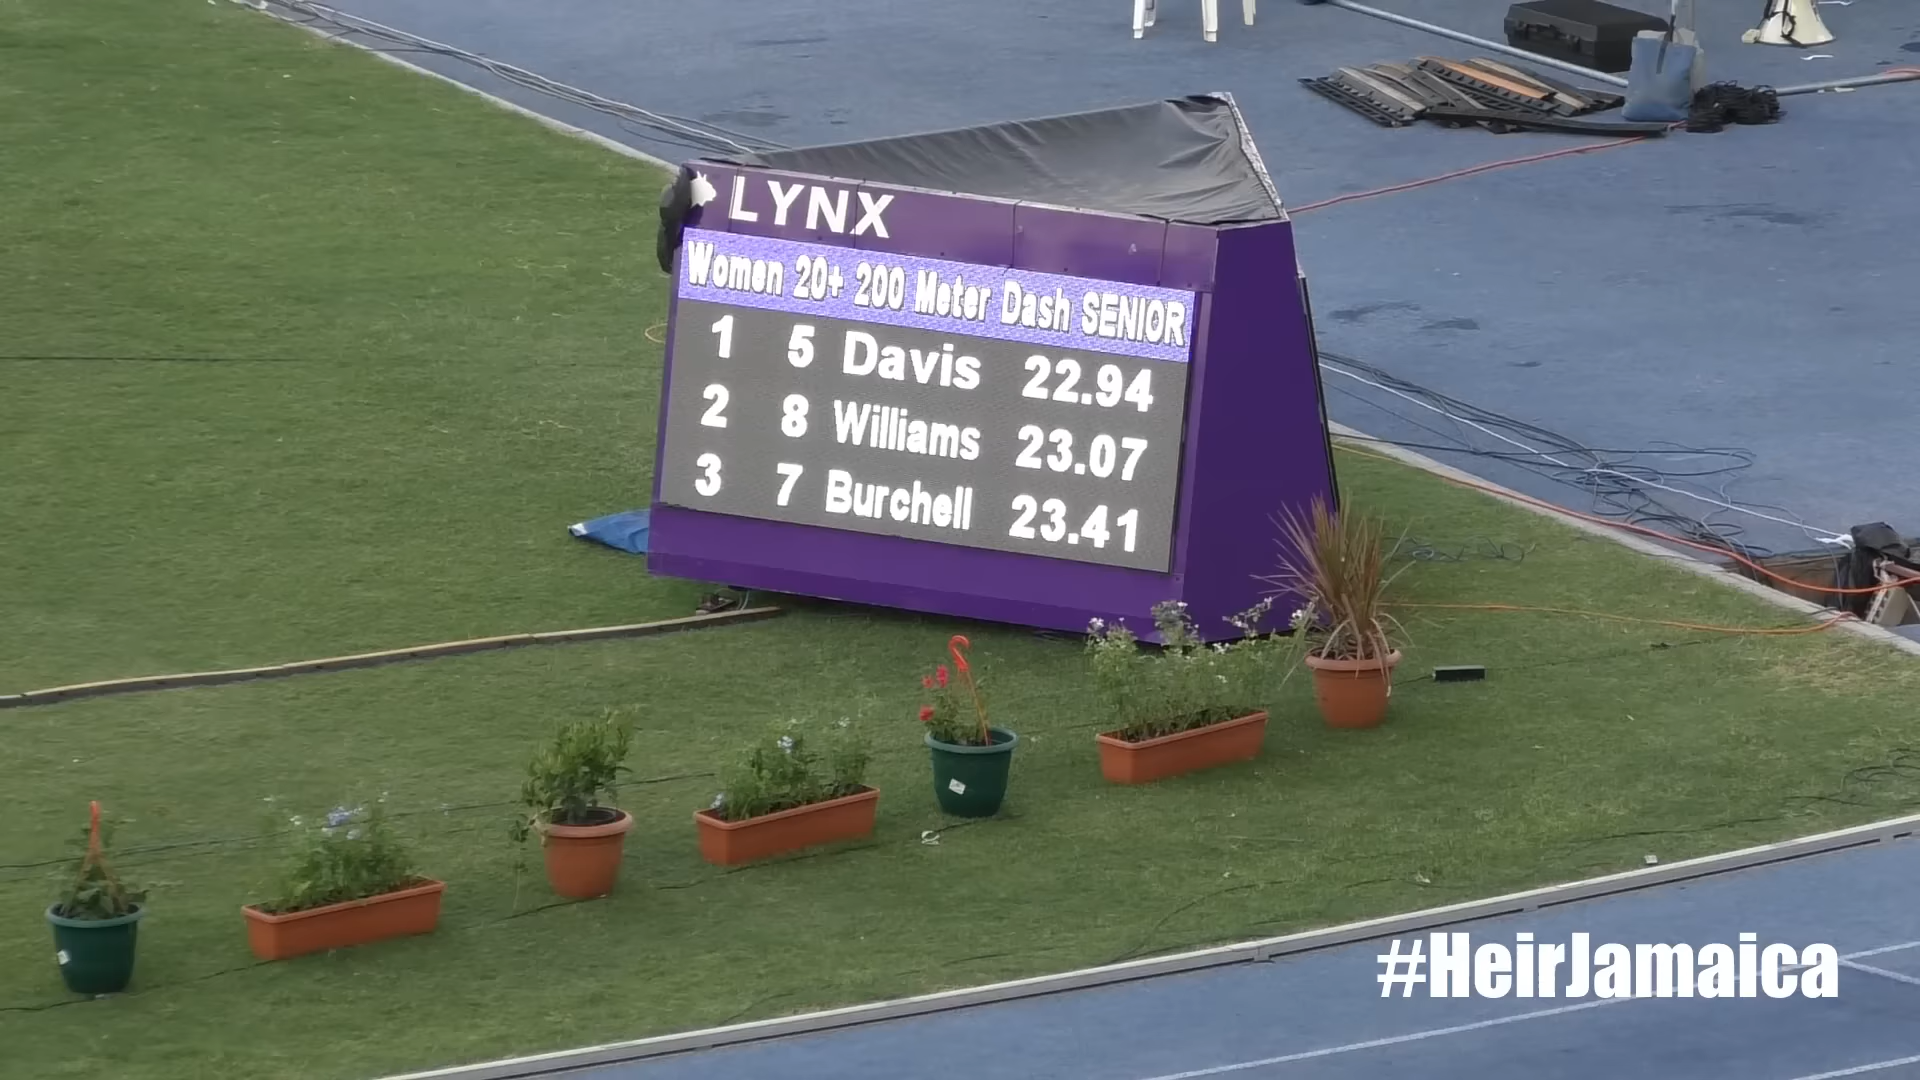 LYNX
Women 20+ 200 Meter Dash SENIOR
1 5 Davis 22.94
2 8 Williams 23.07
3 7 Burchell 23.41
#HeirJamaica